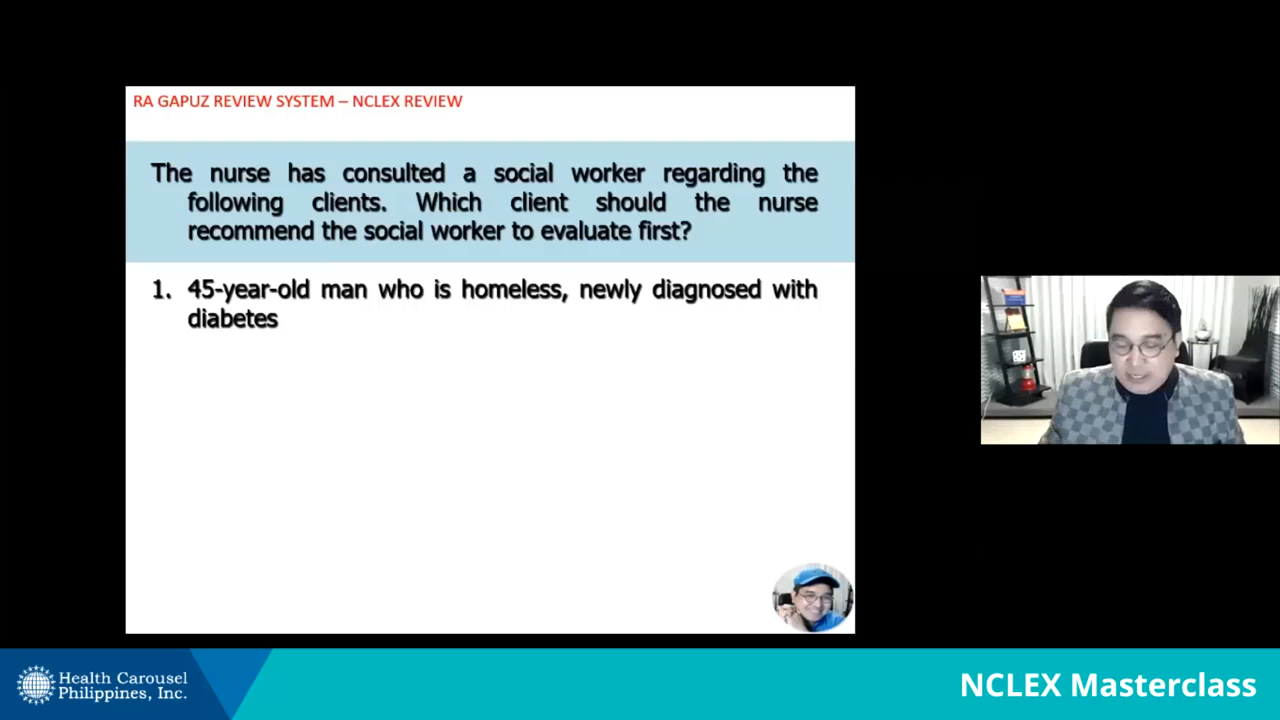 RA GAPUZ REVIEW SYSTEM – NCLEX REVIEW
The nurse has consulted a social worker regarding the
following clients. Which client should the nurse
recommend the social worker to evaluate first?
1. 45-year-old man who is homeless, newly diagnosed with
diabetes
Health Carousel
Philippines, Inc.
NCLEX Masterclass